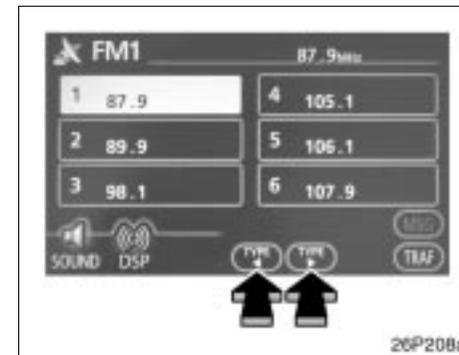 FM1 87.9MHz
1 87.9
2 89.9
3 98.1
4 105.1
5 106.1
6 107.9
MSG
SOUND DSP TYPE TYPE TRAF
26P208a